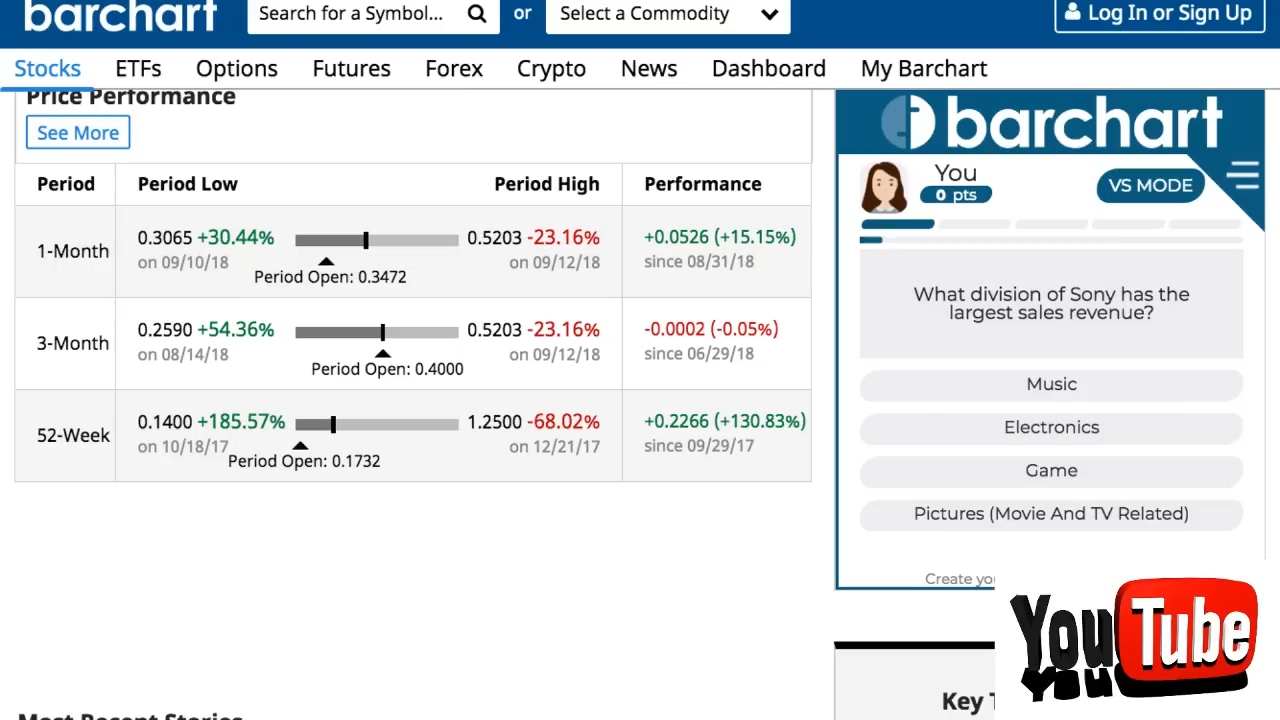 barchart
Search for a Symbol...
or
Select a Commodity
Log In or Sign Up
Stocks ETFs Options Futures Forex Crypto News Dashboard My Barchart
Price Performance
See More
Period Period Low Period High Performance
1-Month
0.3065 +30.44% 0.5203 -23.16% +0.0526 (+15.15%)
on 09/10/18 on 09/12/18 since 08/31/18
Period Open: 0.3472
3-Month
0.2590 +54.36% 0.5203 -23.16% -0.0002 (-0.05%)
on 08/14/18 on 09/12/18 since 06/29/18
Period Open: 0.4000
52-Week
0.1400 +185.57% 1.2500 -68.02% +0.2266 (+130.83%)
on 10/18/17 on 12/21/17 since 09/29/17
Period Open: 0.1732
barchart
You
0 pts
VS MODE
What division of Sony has the
largest sales revenue?
Music
Electronics
Game
Pictures (Movie And TV Related)
Create you
YouTube
Key T
Most Recent Stories